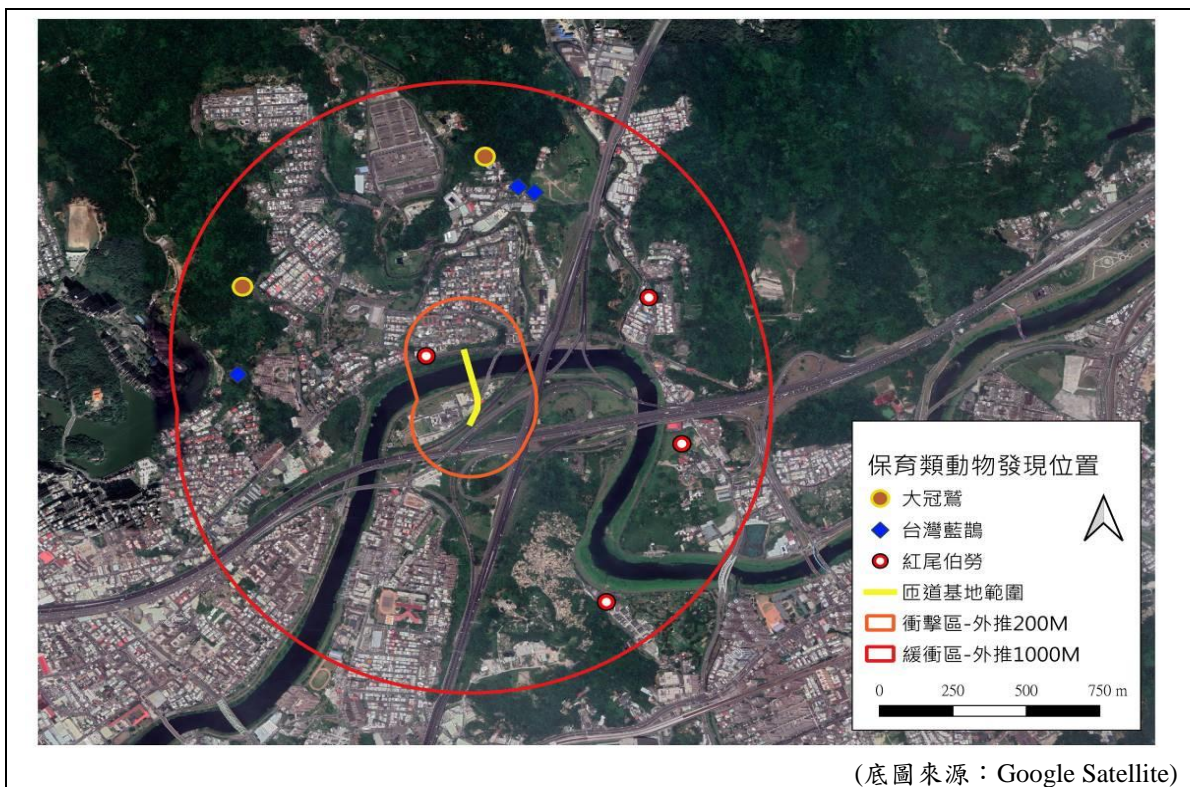 保育類動物發現位置
大冠鷲
台灣藍鵲
紅尾伯勞
匝道基地範圍
衝擊區-外推200M
緩衝區-外推1000M
0 250 500 750 m
(底圖來源：Google Satellite)